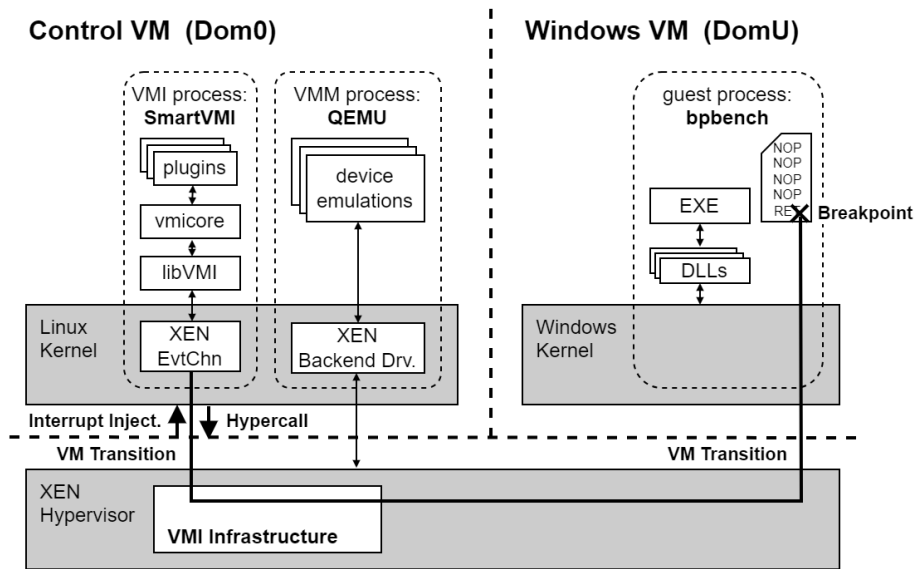 Control VM (Dom0)
Windows VM (DomU)
VMI process:
SmartVMI
plugins
vmicore
libVMI
VMM process:
QEMU
device
emulations
guest process:
bpbench
NOP
NOP
NOP
NOP
RET
Breakpoint
EXE
DLLs
Linux
Kernel
XEN
EvtChn
XEN
Backend Drv.
Windows
Kernel
Interrupt Inject.
Hypercall
VM Transition
VM Transition
XEN
Hypervisor
VMI Infrastructure